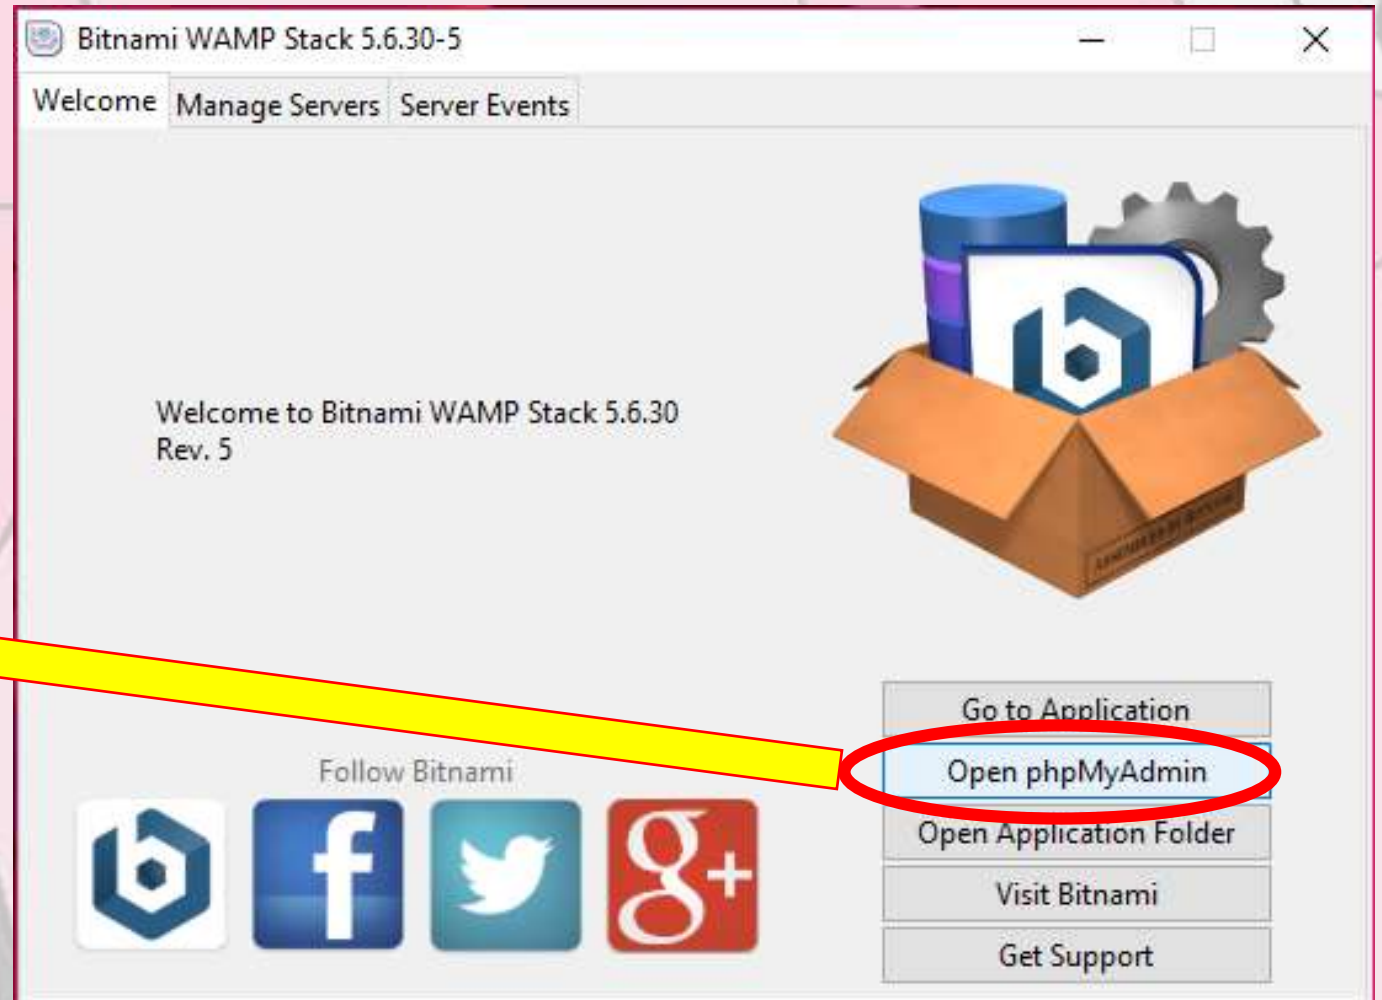 Bitnami WAMP Stack 5.6.30-5
Welcome Manage Servers Server Events
Welcome to Bitnami WAMP Stack 5.6.30
Rev. 5
Go to Application
Open phpMyAdmin
Open Application Folder
Visit Bitnami
Get Support
Follow Bitnami
b f g+